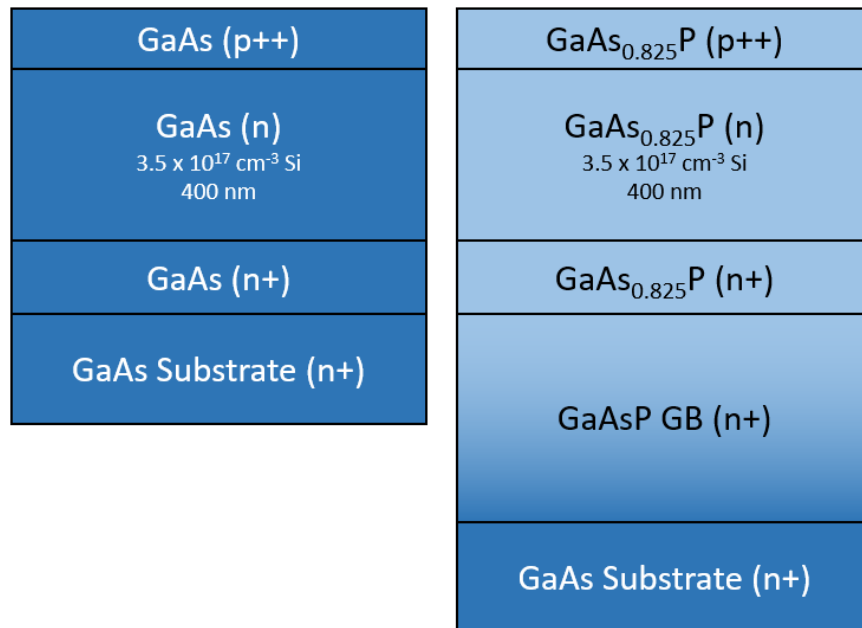 GaAs (p++)
GaAs (n)
3.5 x 10¹⁷ cm⁻³ Si
400 nm
GaAs (n+)
GaAs Substrate (n+)
GaAs₀.₈₂₅P (p++)
GaAs₀.₈₂₅P (n)
3.5 x 10¹⁷ cm⁻³ Si
400 nm
GaAs₀.₈₂₅P (n+)
GaAsP GB (n+)
GaAs Substrate (n+)